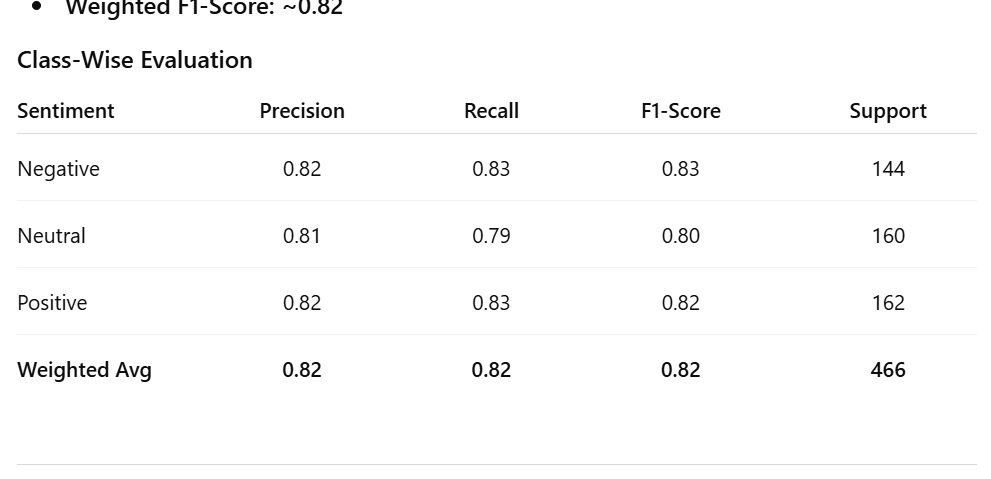 • Weighted F1-Score: ~0.82
Class-Wise Evaluation
Sentiment Precision Recall F1-Score Support
Negative 0.82 0.83 0.83 144
Neutral 0.81 0.79 0.80 160
Positive 0.82 0.83 0.82 162
Weighted Avg 0.82 0.82 0.82 466